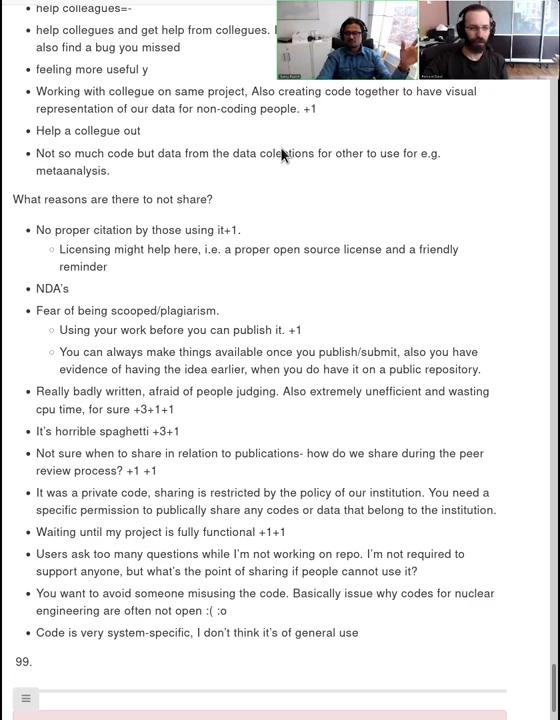 help colleagues=-
help collegues and get help from collegues.
also find a bug you missed
feeling more useful y
Working with collegue on same project, Also creating code together to have visual
representation of our data for non-coding people. +1
Help a collegue out
Not so much code but data from the data colections for other to use for e.g.
metaanalysis.
What reasons are there to not share?
No proper citation by those using it+1.
Licensing might help here, i.e. a proper open source license and a friendly
reminder
NDA's
Fear of being scooped/plagiarism.
Using your work before you can publish it. +1
You can always make things available once you publish/submit, also you have
evidence of having the idea earlier, when you do have it on a public repository.
Really badly written, afraid of people judging. Also extremely unefficient and wasting
cpu time, for sure +3+1+1
It's horrible spaghetti +3+1
Not sure when to share in relation to publications- how do we share during the peer
review process? +1 +1
It was a private code, sharing is restricted by the policy of our institution. You need a
specific permission to publically share any codes or data that belong to the institution.
Waiting until my project is fully functional +1+1
Users ask too many questions while I'm not working on repo. I'm not required to
support anyone, but what's the point of sharing if people cannot use it?
You want to avoid someone misusing the code. Basically issue why codes for nuclear
engineering are often not open :( :o
Code is very system-specific, I don't think it's of general use
99.